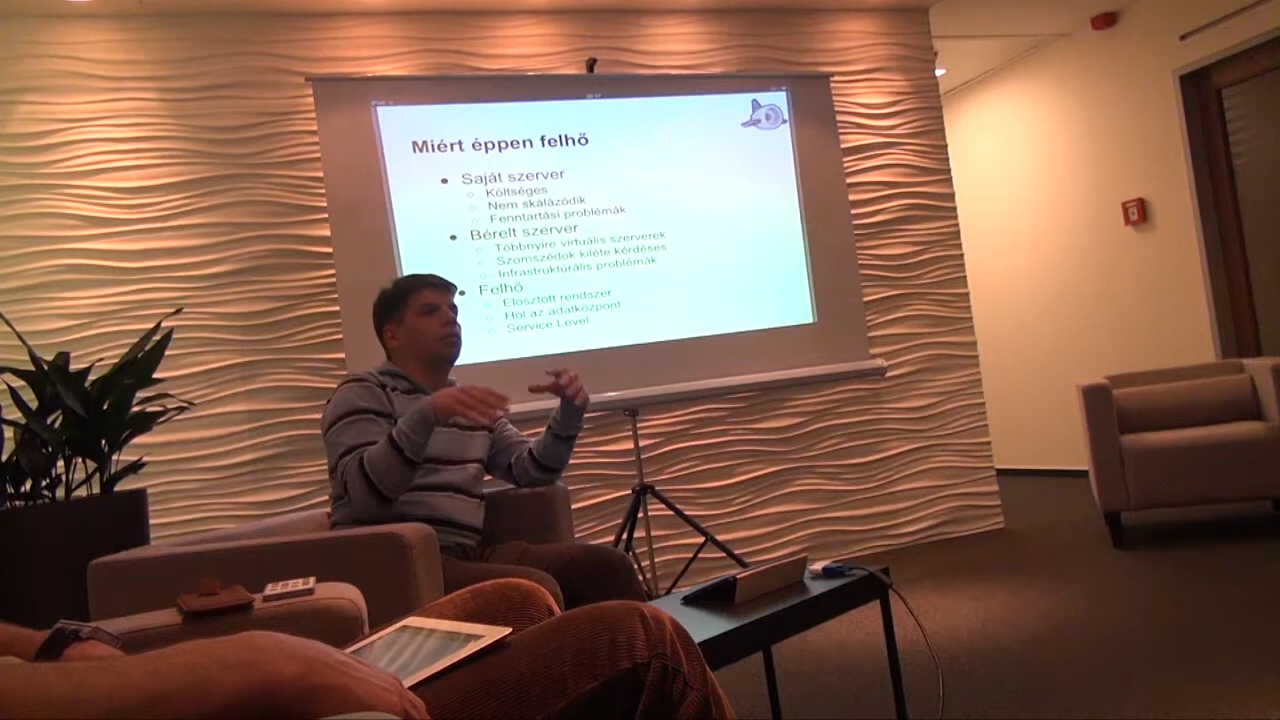 Miért éppen felhő
Saját szerver
Költséges
Nem skálázódik
Fenntartási problémák
Bérelt szerver
Többnyire virtuális szerverek
Szomszédok kiléte kérdéses
Infrastruktúrális problémák
Felhő
Elosztott rendszer
Hol az adatközpont
Service Level